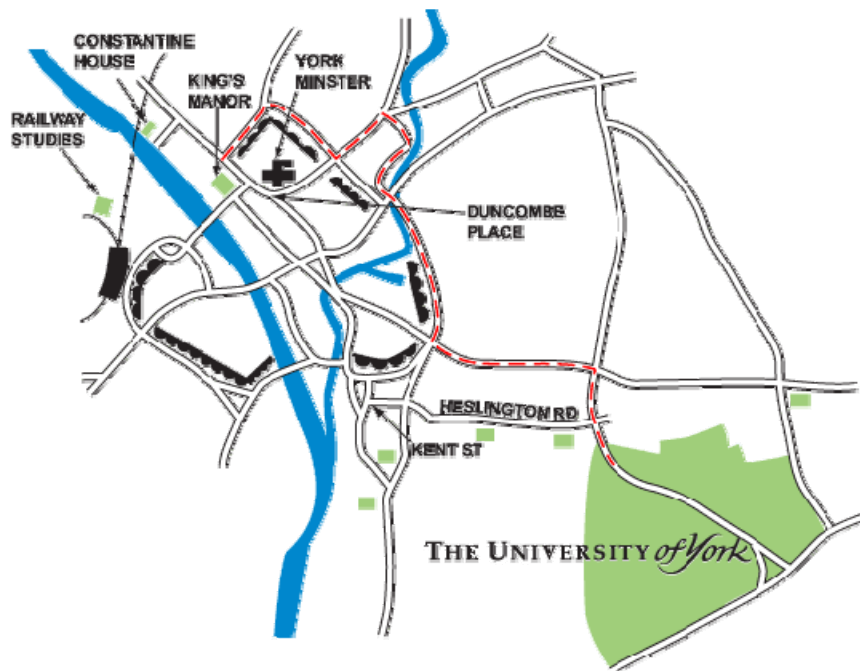 CONSTANTINE
HOUSE
KING'S
MANOR
YORK
MINSTER
RAILWAY
STUDIES
DUNCOMBE
PLACE
HESLINGTON RD
KENT ST
THE UNIVERSITY of York